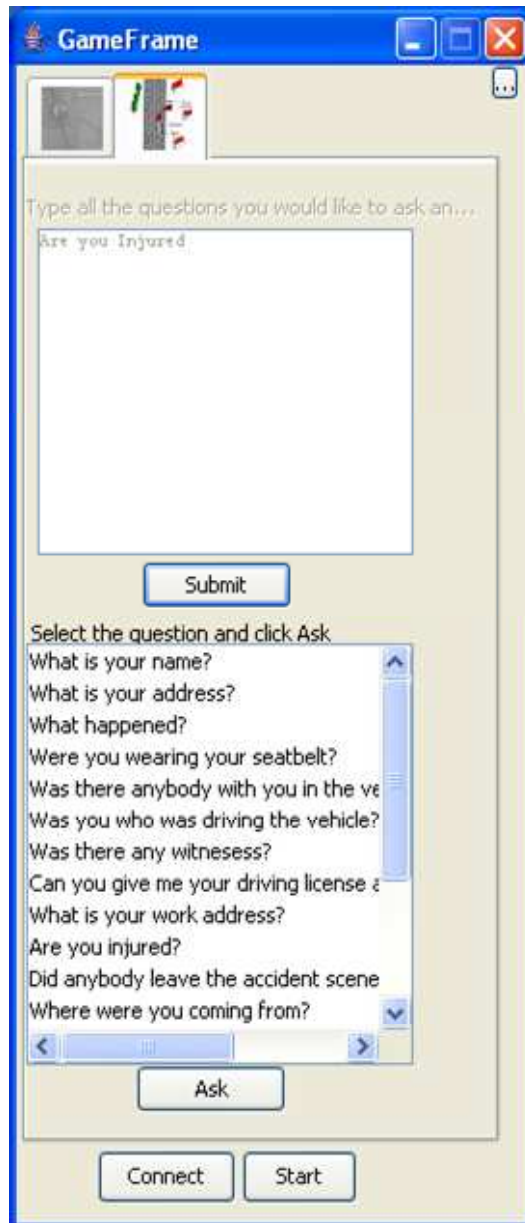 GameFrame
...
Type all the questions you would like to ask an...
Are you Injured
Submit
Select the question and click Ask
What is your name?
What is your address?
What happened?
Were you wearing your seatbelt?
Was there anybody with you in the ve
Was you who was driving the vehicle?
Was there any witnesess?
Can you give me your driving license a
What is your work address?
Are you injured?
Did anybody leave the accident scene
Where were you coming from?
Ask
Connect Start